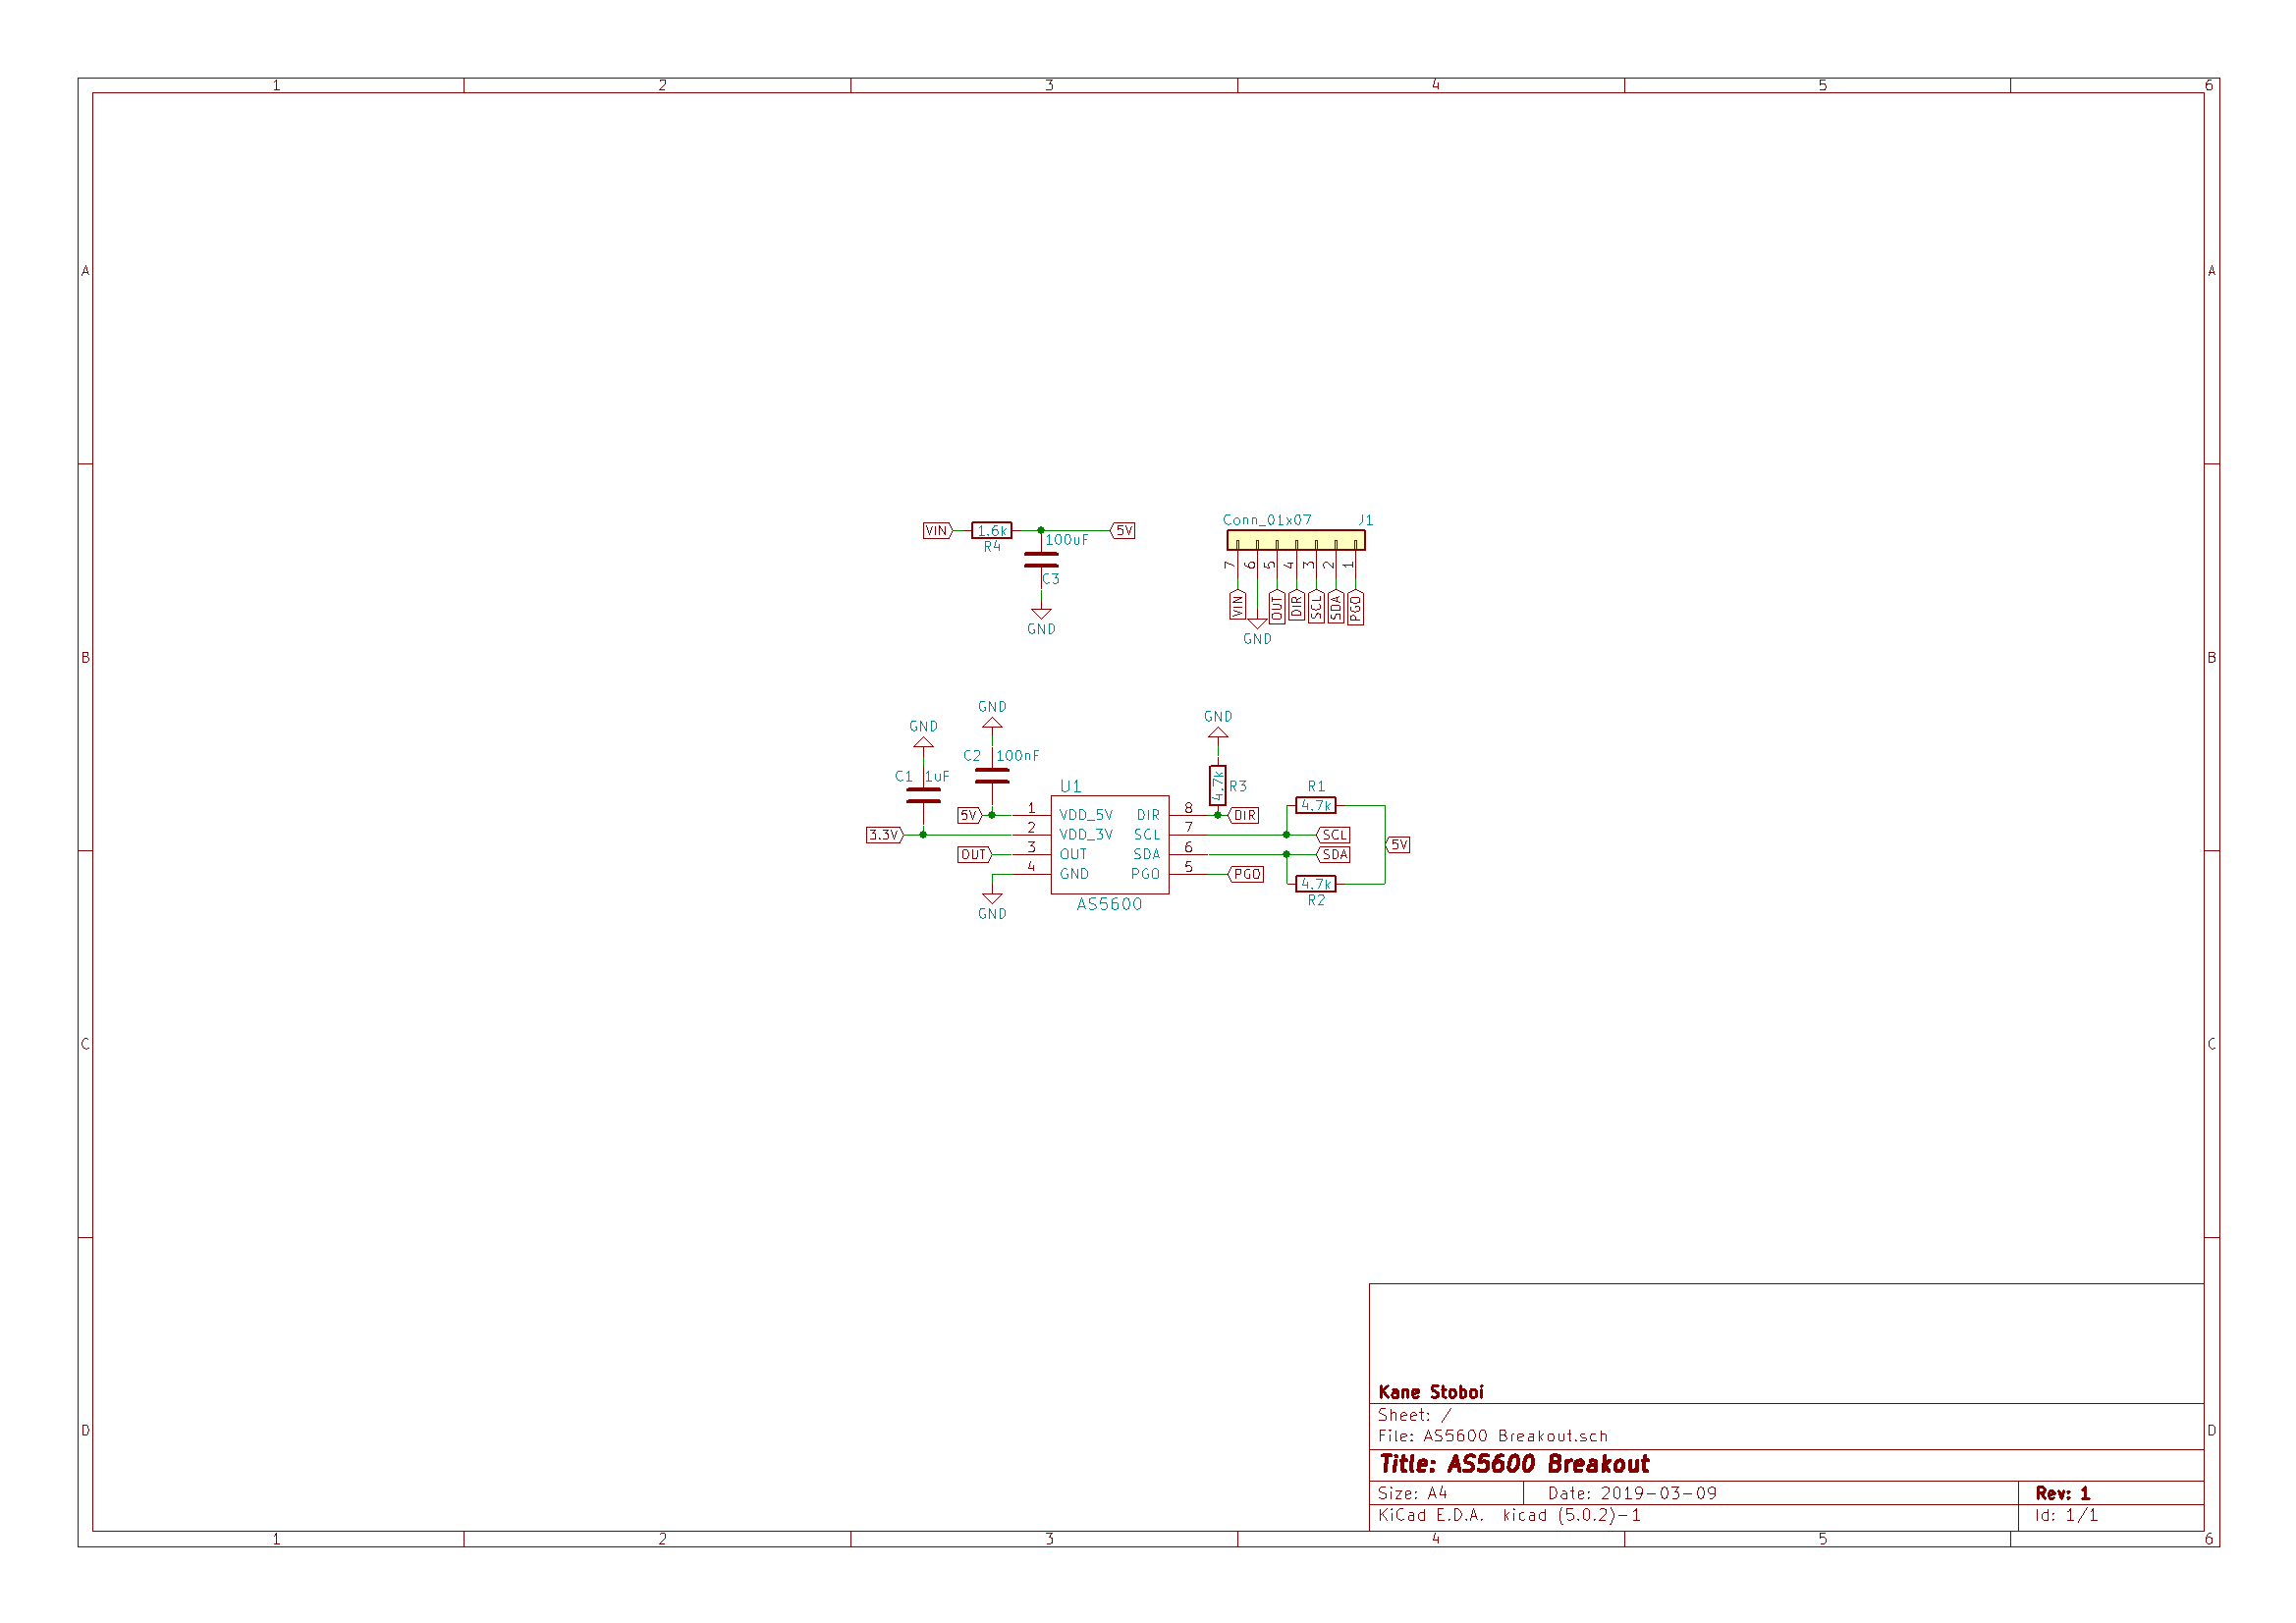 1 2 3 4 5 6
A A
Conn_01x07 J1
VIN 1.6k 5V
R4
100uF
C3
GND
7 6 5 4 3 2 1
VIN OUT DIR SCL SDA PGO
GND
B B
GND
GND
GND
C2 100nF
C1 1uF
4.7k R3
U1
R1
4.7k
5V 1 VDD_5V DIR 8 DIR
3.3V 2 VDD_3V SCL 7 SCL
5V
OUT 3 OUT SDA 6 SDA
4 GND PGO 5 PGO
4.7k
R2
AS5600
GND
C C
Kane Stoboi
Sheet: /
File: AS5600 Breakout.sch
D D
Title: AS5600 Breakout
Size: A4 Date: 2019-03-09 Rev: 1
KiCad E.D.A. kicad (5.0.2)-1 Id: 1/1
1 2 3 4 5 6